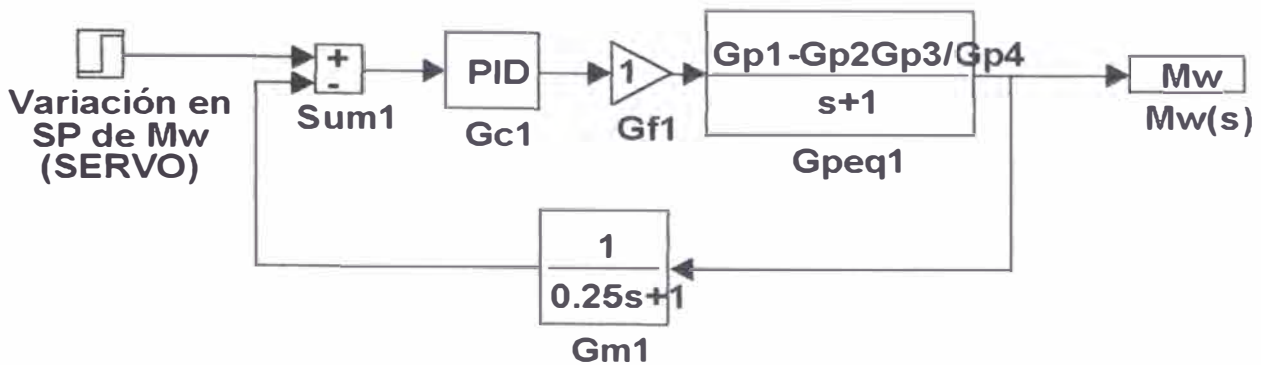 Variación en
SP de Mw
(SERVO)
+
-
Sum1
PID
Gc1
1
Gf1
Gp1-Gp2Gp3/Gp4
s+1
Gpeq1
Mw
Mw(s)
1
0.25s+1
Gm1